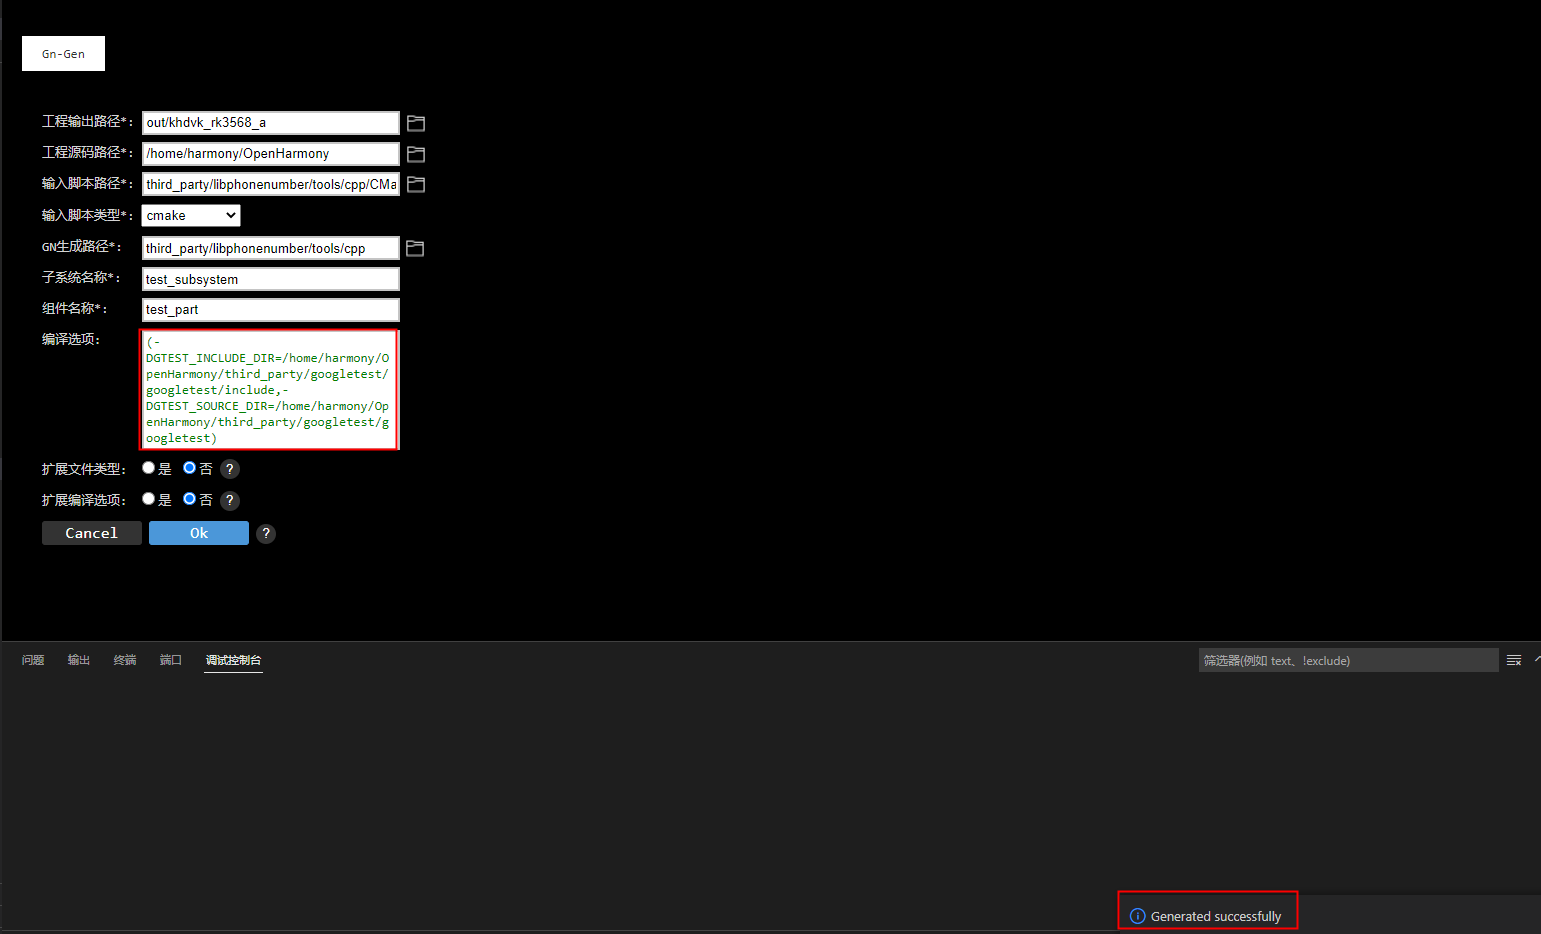 Gn-Gen
工程输出路径*: out/khdvk_rk3568_a
工程源码路径*: /home/harmony/OpenHarmony
输入脚本路径*: third_party/libphonenumber/tools/cpp/CMa
输入脚本类型*: cmake
GN生成路径*: third_party/libphonenumber/tools/cpp
子系统名称*: test_subsystem
组件名称*: test_part
编译选项: (-
DGTEST_INCLUDE_DIR=/home/harmony/O
penHarmony/third_party/googletest/
googletest/include,-
DGTEST_SOURCE_DIR=/home/harmony/Op
enHarmony/third_party/googletest/g
oogletest)
扩展文件类型: 是 否 ?
扩展编译选项: 是 否 ?
Cancel Ok ?
问题 输出 终端 端口 调试控制台 筛选器(例如 text、!exclude)
Generated successfully